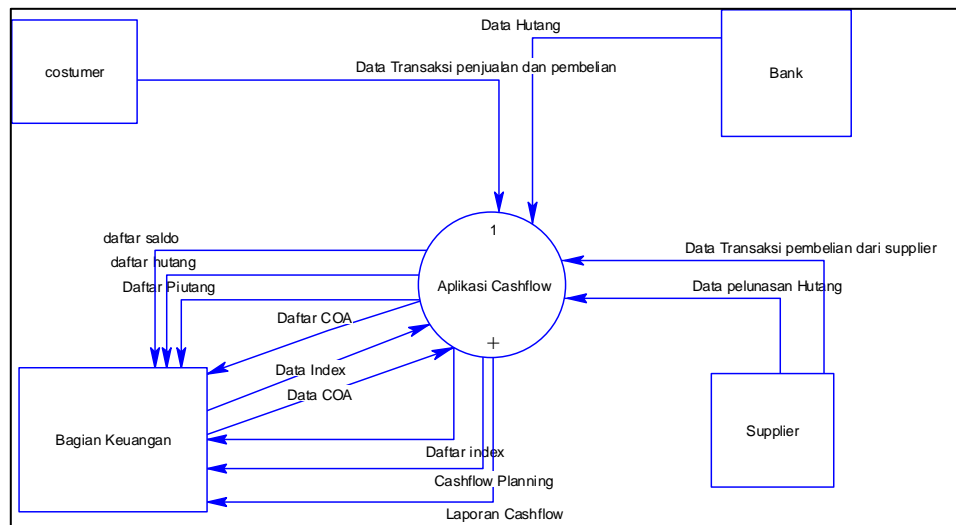 Data Hutang
costumer
Data Transaksi penjualan dan pembelian
Bank
1
daftar saldo
Data Transaksi pembelian dari supplier
daftar hutang
Daftar Piutang
Aplikasi Cashflow
Data pelunasan Hutang
Daftar COA
+
Data Index
Data COA
Bagian Keuangan
Supplier
Daftar index
Cashflow Planning
Laporan Cashflow